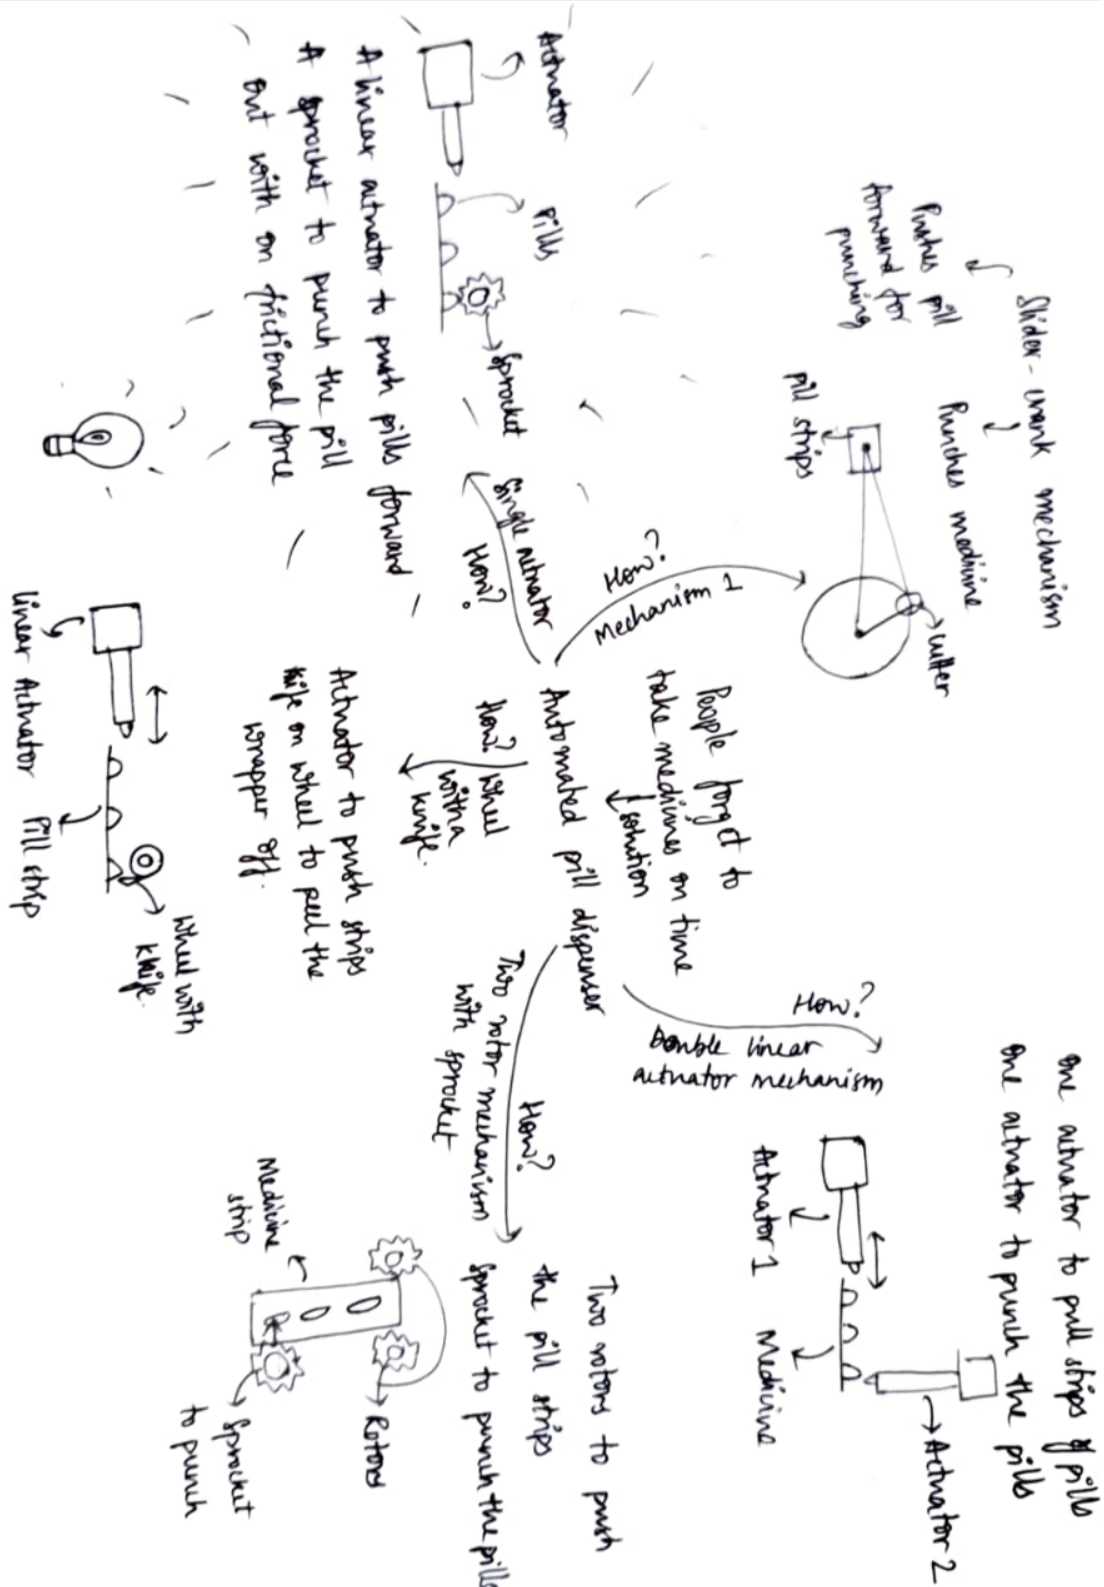 People forget to
take medicines on time
solution
Automated pill dispenser
How?
Mechanism 1
Slider-crank mechanism
Pushes pill
forward for
punching
Punches medicine
pill strips
cutter
Single actuator
How?
Actuator
Pills
Sprocket
A linear actuator to push pills forward
A sprocket to punch the pill
out with on frictional force
How?
Wheel
with a
knife.
Actuator to push strips
Knife on wheel to peel the
wrapper off.
Linear Actuator
Pill strip
Wheel with
knife.
How?
Double linear
actuator mechanism
One actuator to pull strips of pills
One actuator to punch the pills
Actuator 1
Medicine
Actuator 2
Two rotor mechanism
with sprocket
How?
Two rotors to push
the pill strips
Sprocket to punch the pills
Medicine
strip
Rotors
Sprocket
to punch